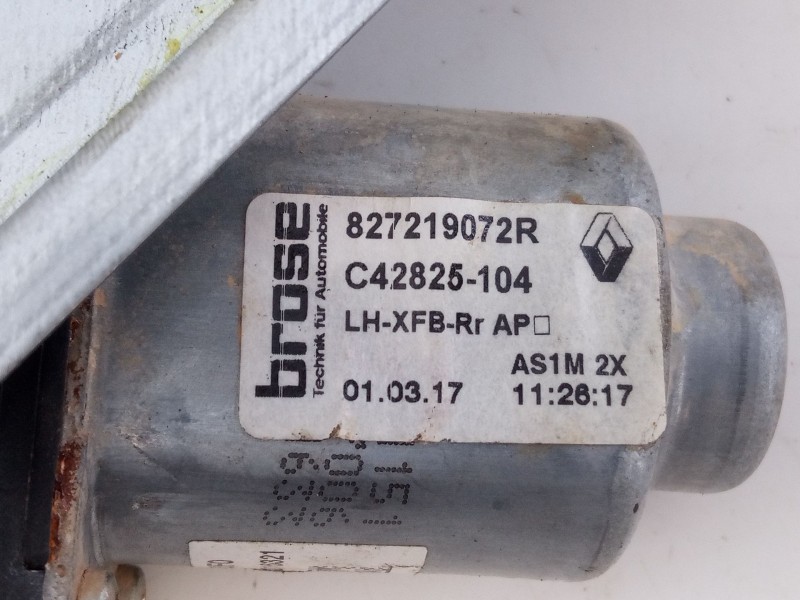 brose
Technik für Automobile
827219072R
C42825-104
LH-XFB-Rr AP□
AS1M 2X
01.03.17 11:26:17